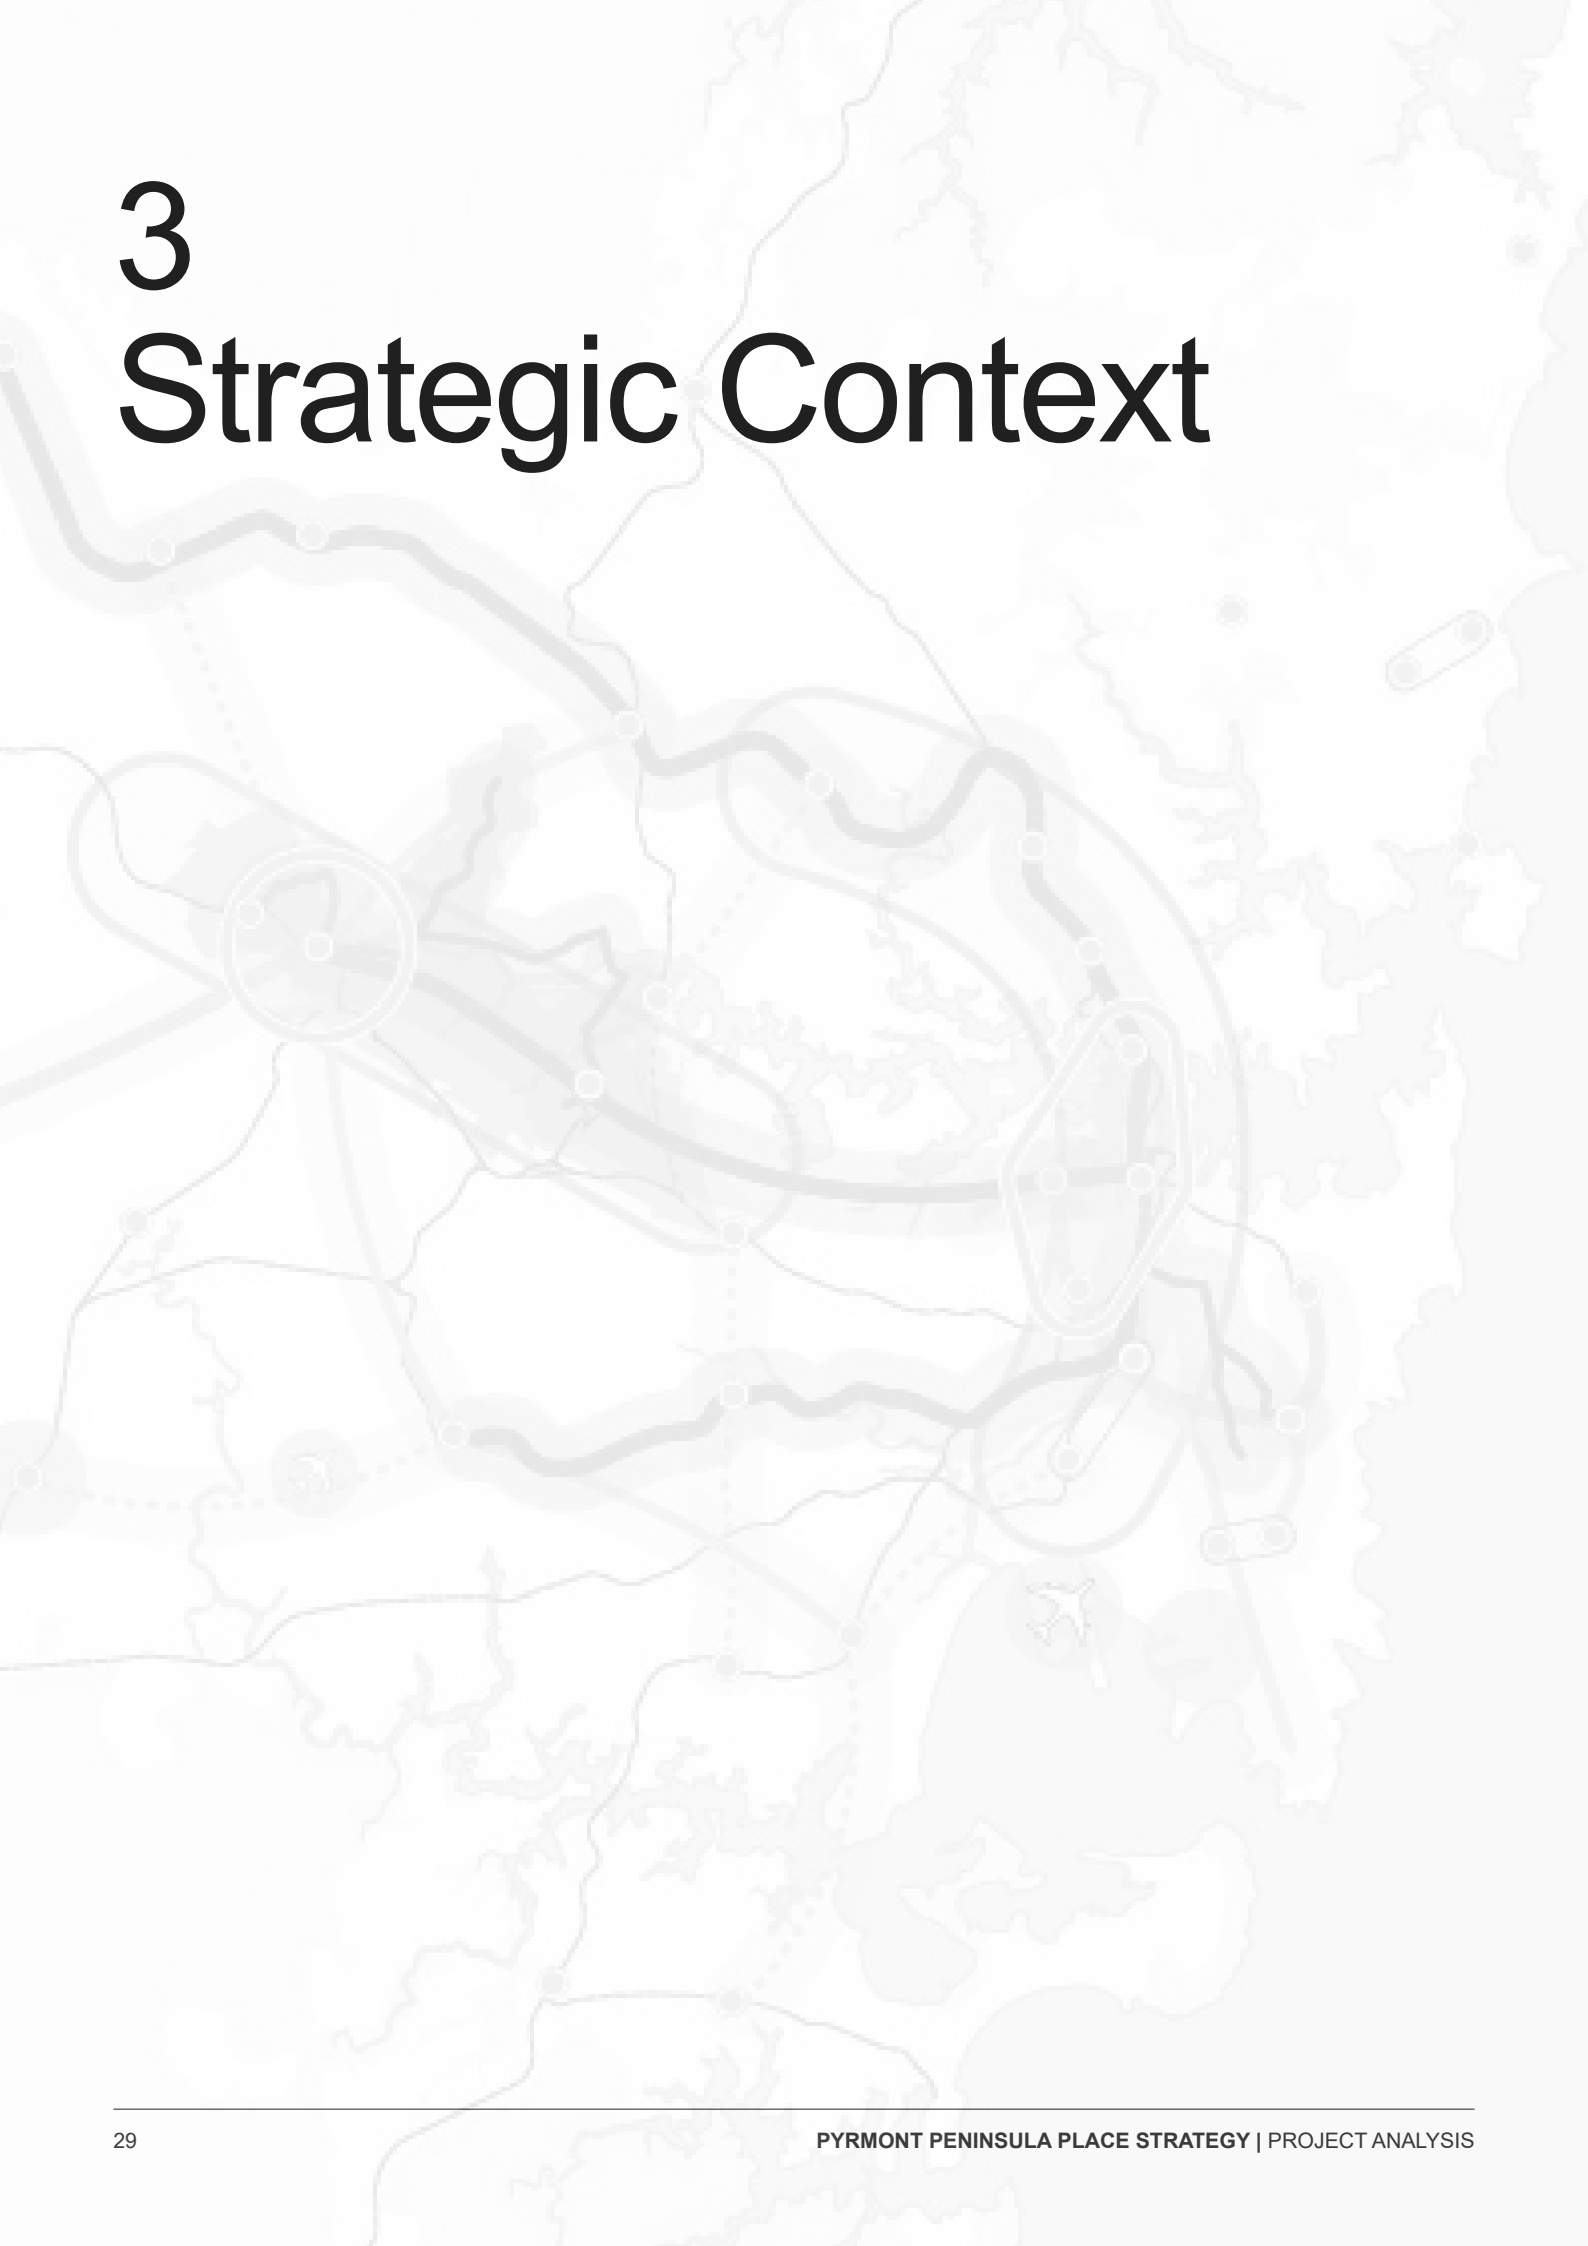 3
Strategic Context
29
PYRMONT PENINSULA PLACE STRATEGY | PROJECT ANALYSIS